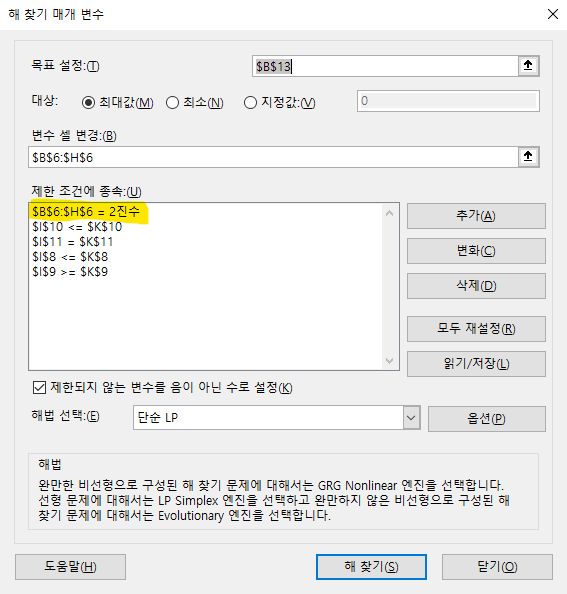 해 찾기 매개 변수
목표 설정:(T)
$B$13
대상:
최대값(M)
최소(N)
지정값:(V)
0
변수 셀 변경:(B)
$B$6:$H$6
제한 조건에 종속:(U)
$B$6:$H$6 = 2진수
$I$10 <= $K$10
$I$11 = $K$11
$I$8 <= $K$8
$I$9 >= $K$9
추가(A)
변화(C)
삭제(D)
모두 재설정(R)
읽기/저장(L)
제한되지 않는 변수를 음이 아닌 수로 설정(K)
해법 선택:(E)
단순 LP
옵션(P)
해법
완만한 비선형으로 구성된 해 찾기 문제에 대해서는 GRG Nonlinear 엔진을 선택합니다.
선형 문제에 대해서는 LP Simplex 엔진을 선택하고 완만하지 않은 비선형으로 구성된 해
찾기 문제에 대해서는 Evolutionary 엔진을 선택합니다.
도움말(H)
해 찾기(S)
닫기(O)